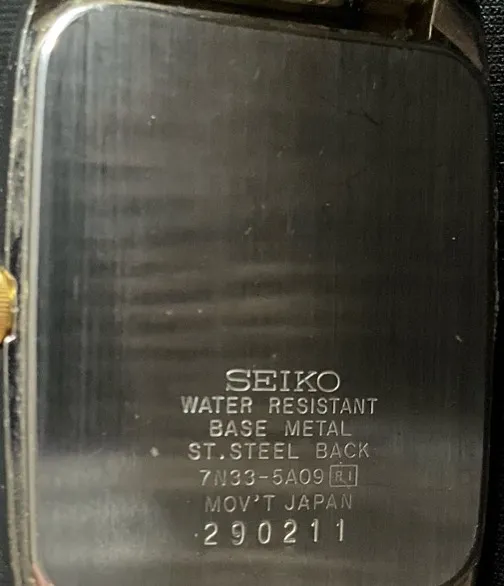 SEIKO
WATER RESISTANT
BASE METAL
ST.STEEL BACK
7N33-5A09 R1
MOV'T JAPAN
290211